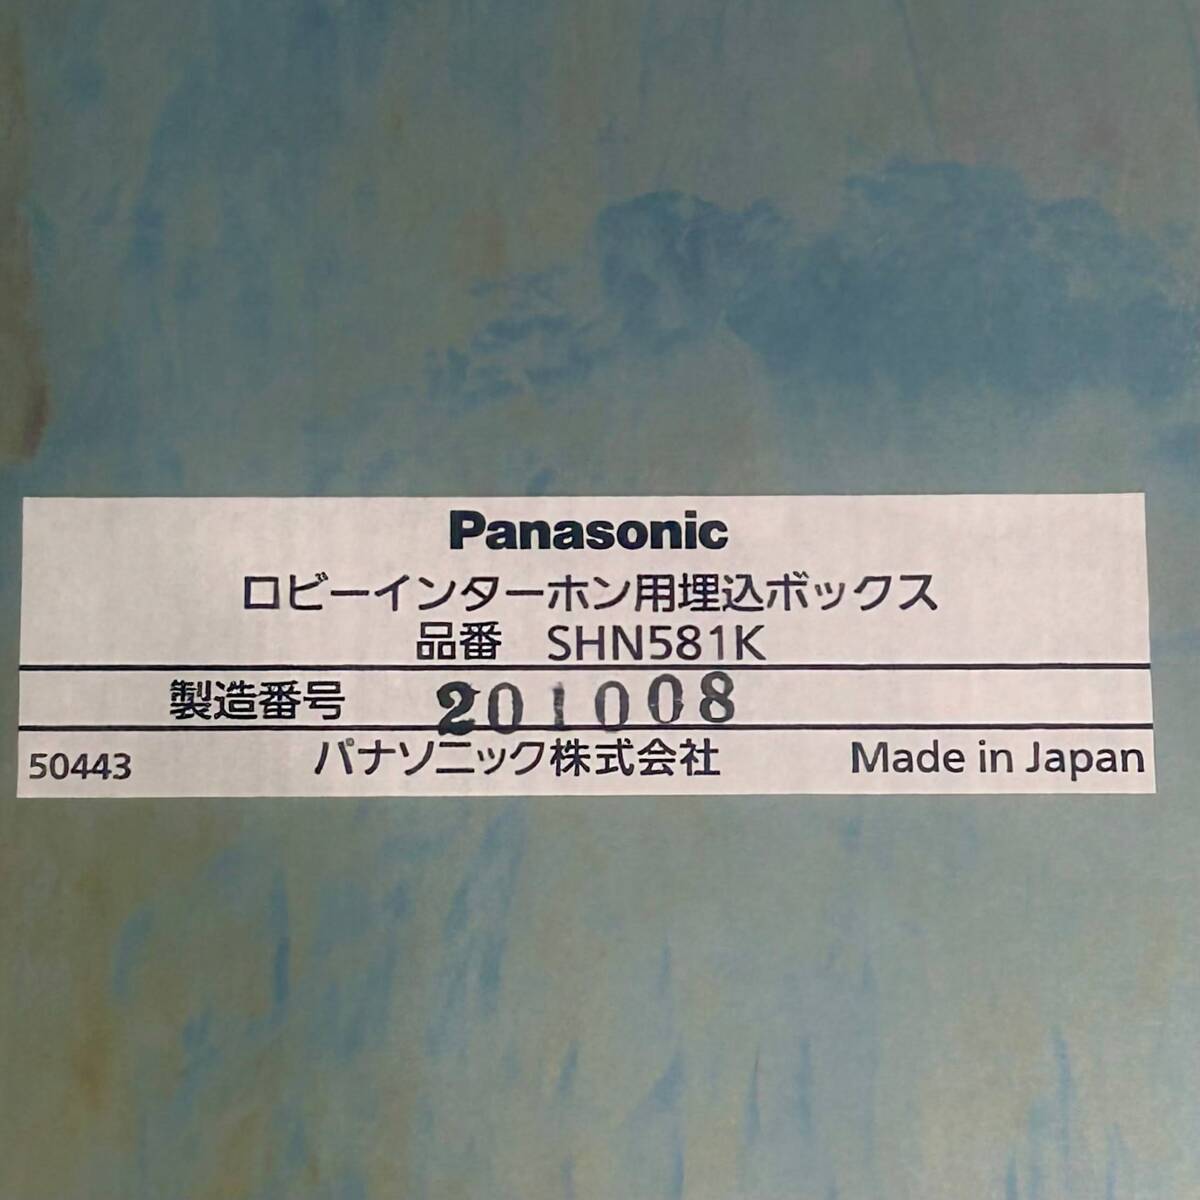 Panasonic
ロビーインターホン用埋込ボックス
品番 SHN581K
製造番号 201008
50443 パナソニック株式会社 Made in Japan